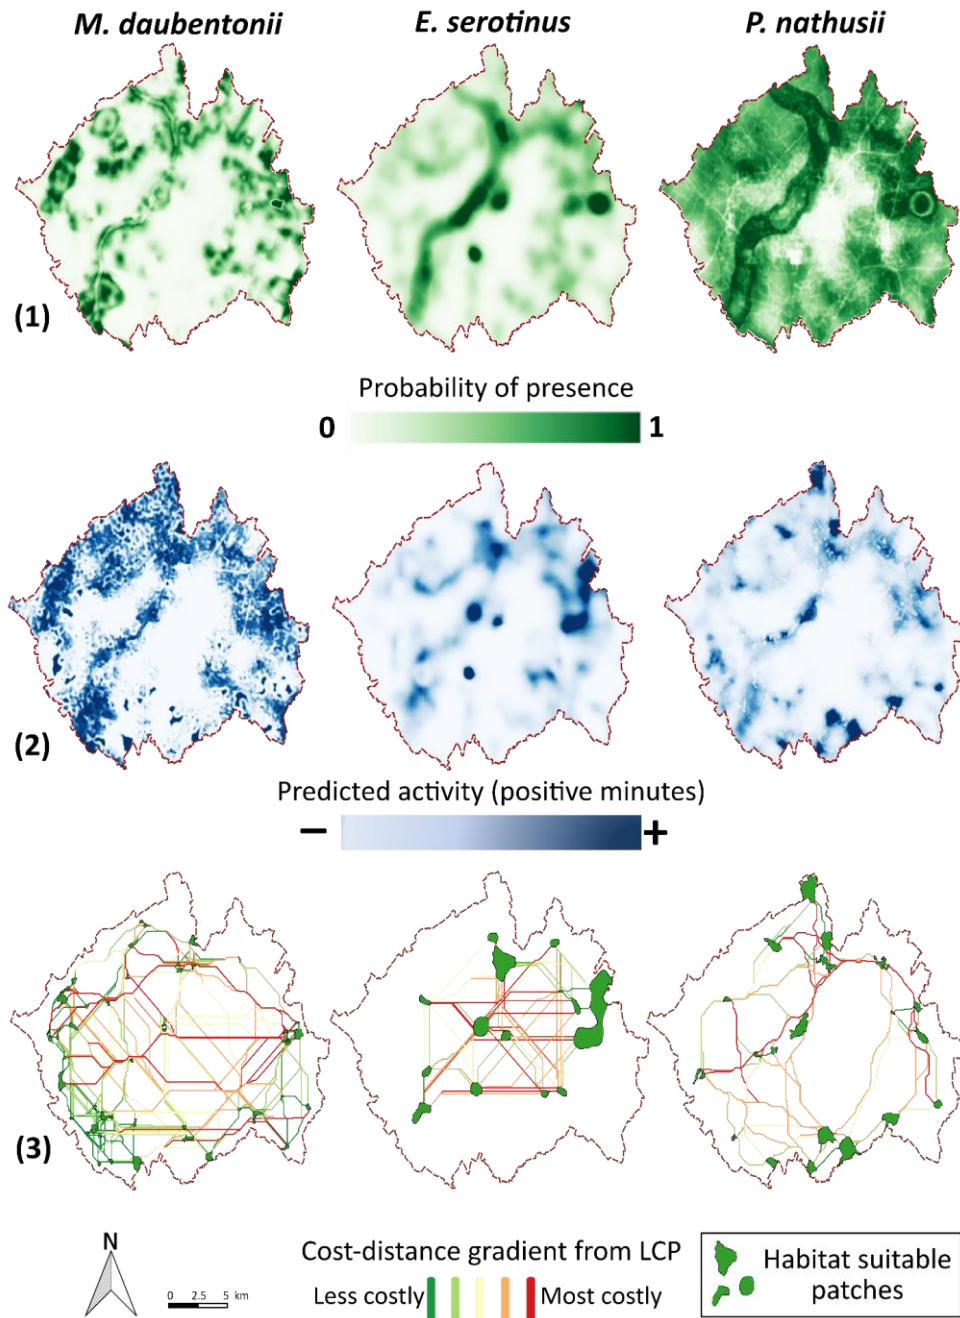 M. daubentonii E. serotinus P. nathusii
(1)
Probability of presence
0 1
(2)
Predicted activity (positive minutes)
− +
(3)
N
0 2.5 5 km
Cost-distance gradient from LCP
Less costly Most costly
Habitat suitable
patches